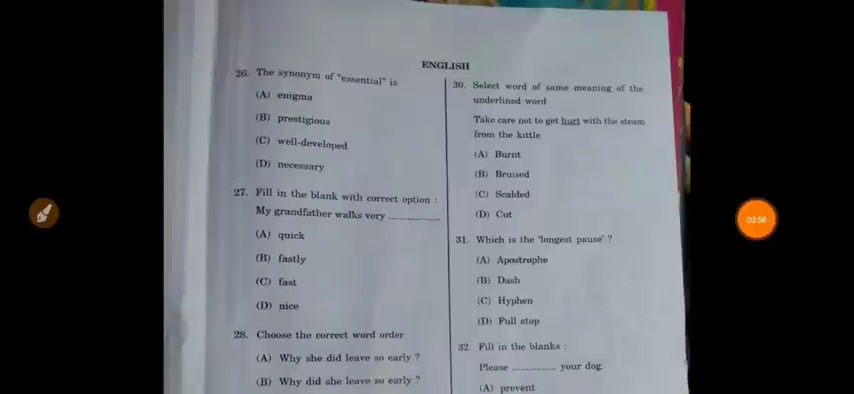 ENGLISH
26. The synonym of "essential" is
(A) enigma
(B) prestigious
(C) well-developed
(D) necessary
27. Fill in the blank with correct option :
My grandfather walks very ..................
(A) quick
(B) fastly
(C) fast
(D) nice
28. Choose the correct word order
(A) Why she did leave so early ?
(B) Why did she leave so early ?
30. Select word of same meaning of the
underlined word
Take care not to get hurt with the steam
from the kittle
(A) Burnt
(B) Bruised
(C) Scalded
(D) Cut
31. Which is the 'longest pause' ?
(A) Apostrophe
(B) Dash
(C) Hyphen
(D) Full stop
32. Fill in the blanks :
Please ............... your dog.
(A) prevent
03:58